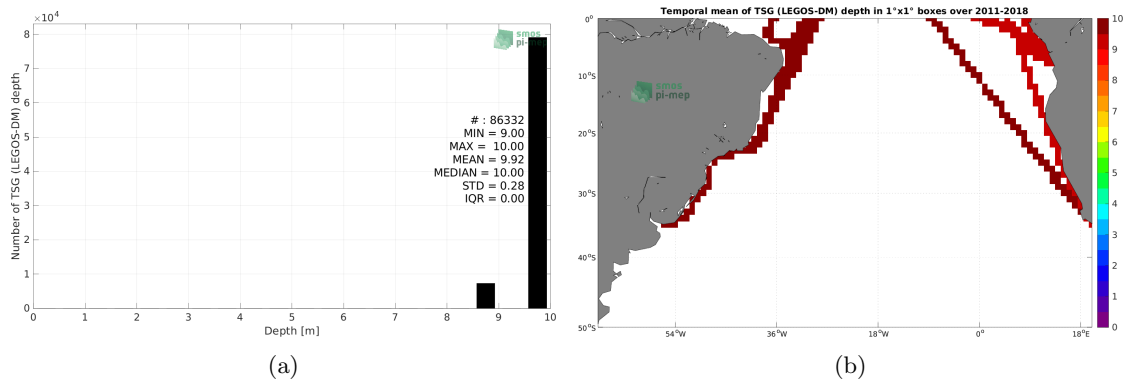 ×10⁴
8
7
6
5
4
3
2
1
0
Number of TSG (LEGOS-DM) depth
smos
pi-mep
# : 86332
MIN = 9.00
MAX = 10.00
MEAN = 9.92
MEDIAN = 10.00
STD = 0.28
IQR = 0.00
0 1 2 3 4 5 6 7 8 9 10
Depth [m]
(a)
Temporal mean of TSG (LEGOS-DM) depth in 1°x1° boxes over 2011-2018
0°
10°S
20°S
30°S
40°S
50°S
smos
pi-mep
54°W 36°W 18°W 0° 18°E
10
9
8
7
6
5
4
3
2
1
0
(b)